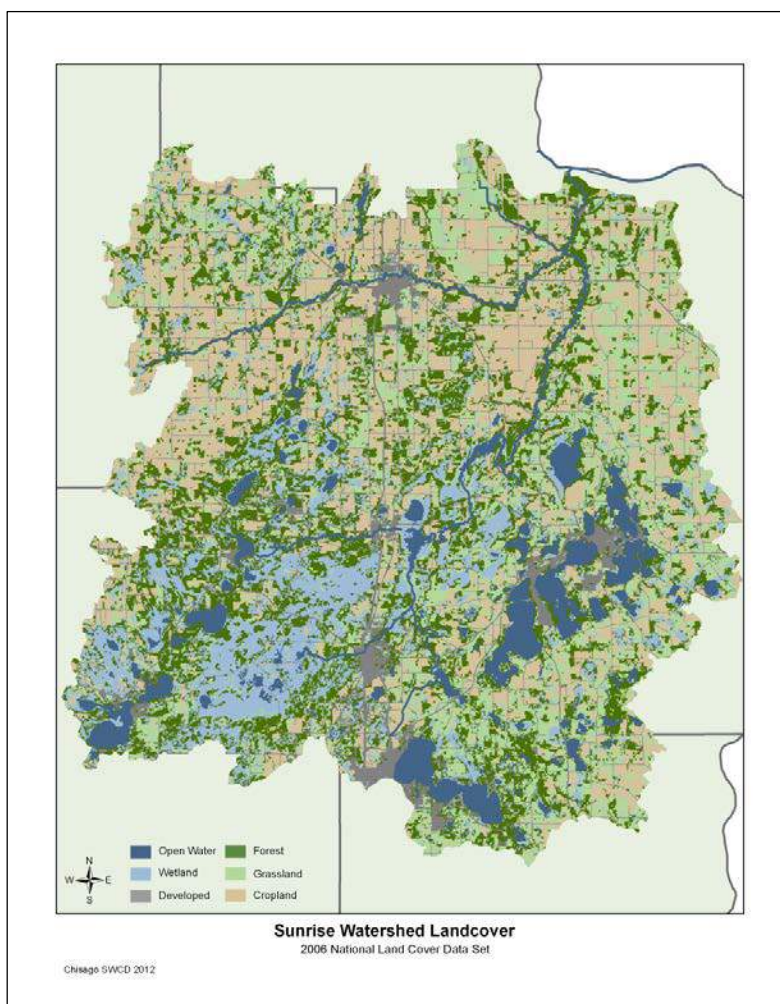 N
W E
S
Open Water
Wetland
Developed
Forest
Grassland
Cropland
Sunrise Watershed Landcover
2006 National Land Cover Data Set
Chisago SWCD 2012